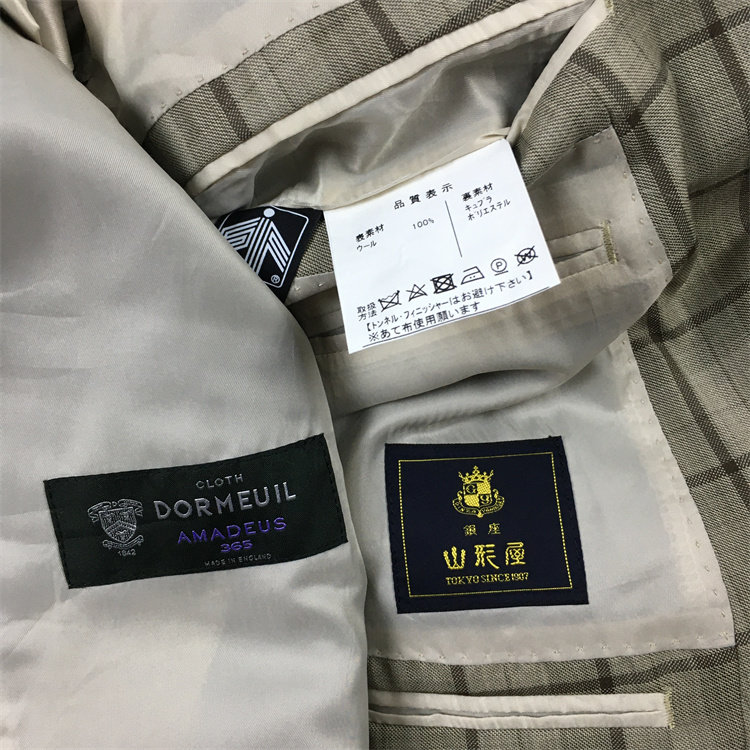 品質表示
表素材
ウール 100%
裏素材
キュプラ
ポリエステル
取扱
方法
【トンネル・フィニッシャーはお避け下さい】
※あて布使用願います
CLOTH
DORMEUIL
AMADEUS
365
MADE IN ENGLAND
1842
G Y
銀座
山形屋
TOKYO SINCE 1907